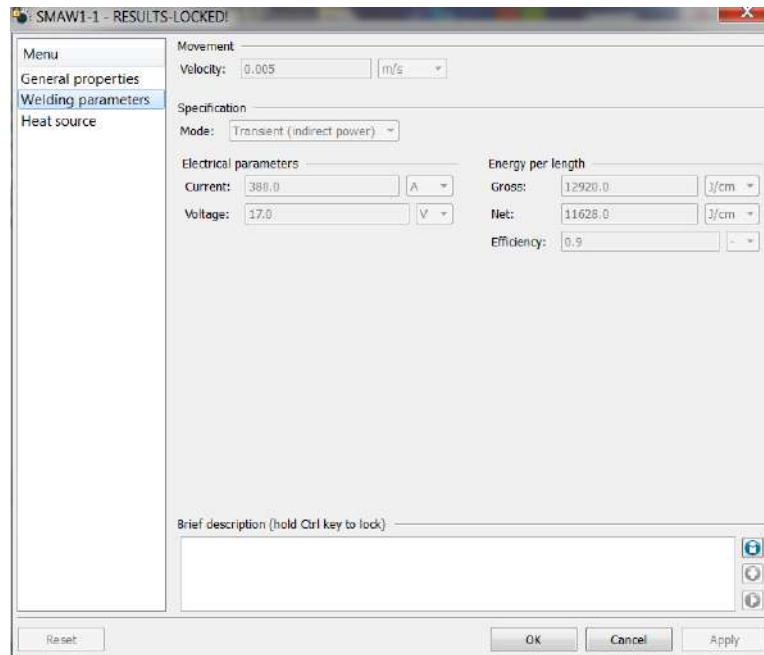 SMAW1-1 - RESULTS-LOCKED!
Menu
General properties
Welding parameters
Heat source
Movement
Velocity: 0.005 m/s
Specification
Mode: Transient (indirect power)
Electrical parameters
Current: 380.0 A
Voltage: 17.0 V
Energy per length
Gross: 12920.0 J/cm
Net: 11628.0 J/cm
Efficiency: 0.9 -
Brief description (hold Ctrl key to lock)
Reset OK Cancel Apply